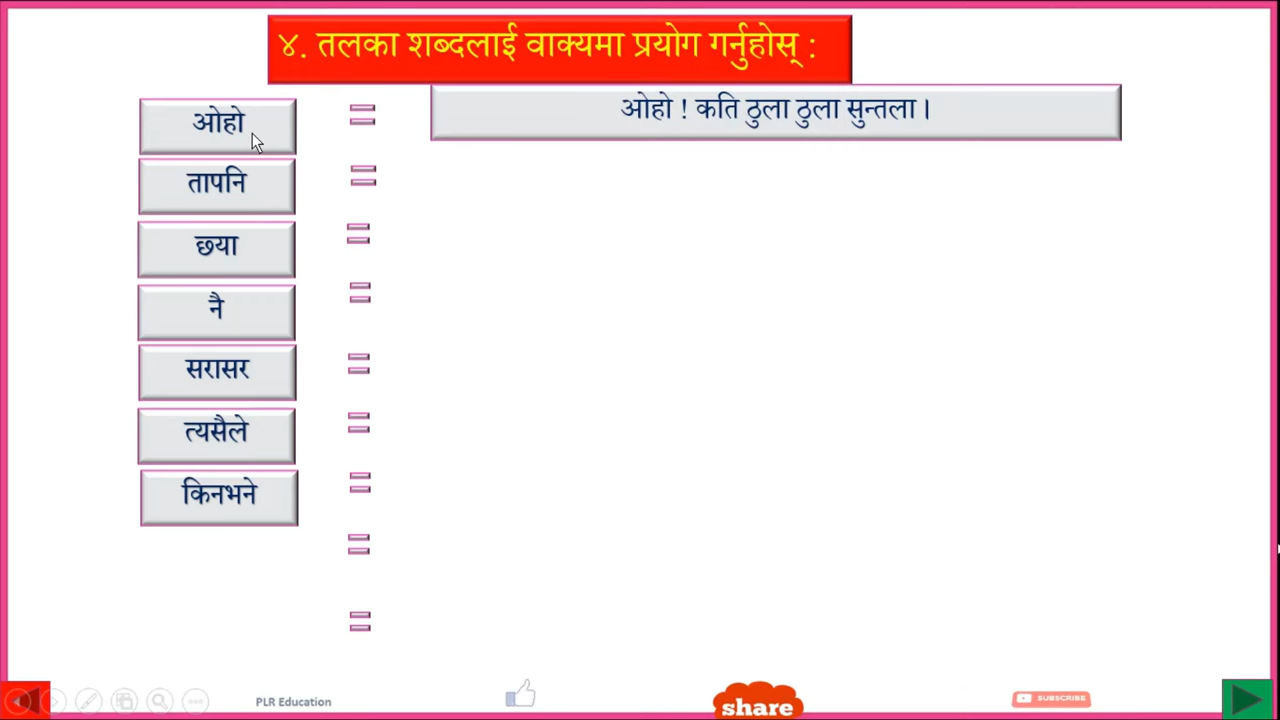 ४. तलका शब्दलाई वाक्यमा प्रयोग गर्नुहोस् :
ओहो = ओहो ! कति ठुला ठुला सुन्तला ।
तापनि =
छ्या =
नै =
सरासर =
त्यसैले =
किनभने =
=
=
PLR Education
share
SUBSCRIBE